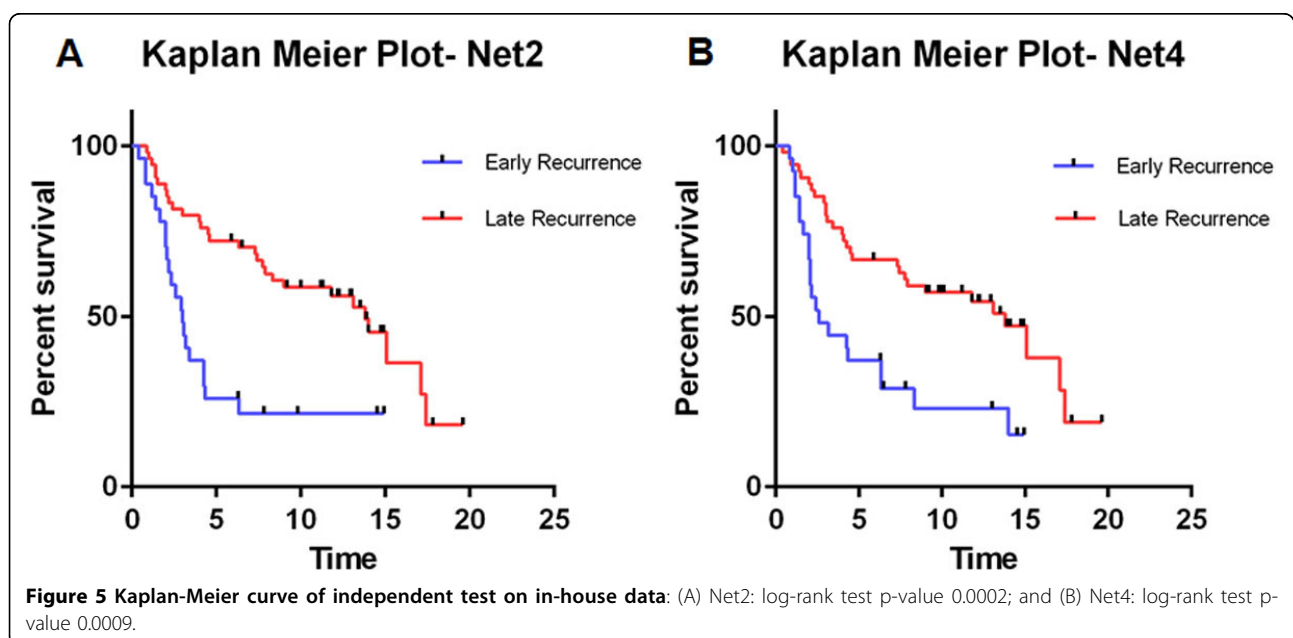 A Kaplan Meier Plot- Net2
100
50
0
Percent survival
Early Recurrence
Late Recurrence
0 5 10 15 20 25
Time
B Kaplan Meier Plot- Net4
100
50
0
Percent survival
Early Recurrence
Late Recurrence
0 5 10 15 20 25
Time
Figure 5 Kaplan-Meier curve of independent test on in-house data: (A) Net2: log-rank test p-value 0.0002; and (B) Net4: log-rank test p-
value 0.0009.